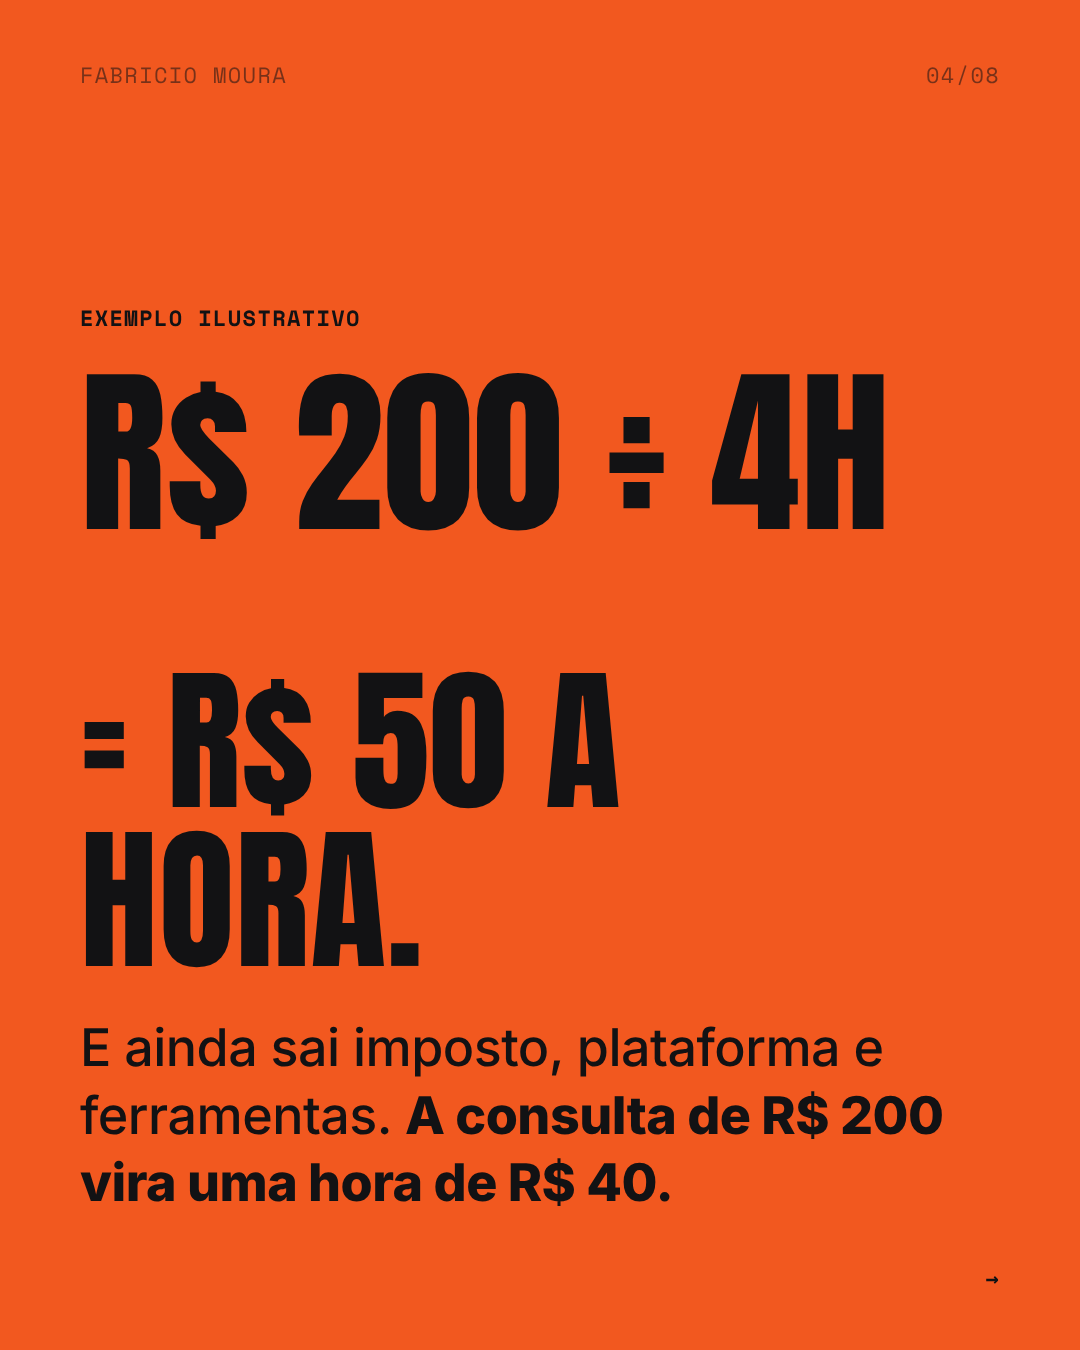 FABRICIO MOURA
04/08
EXEMPLO ILUSTRATIVO
R$ 200 ÷ 4H
= R$ 50 A
HORA.
E ainda sai imposto, plataforma e
ferramentas. A consulta de R$ 200
vira uma hora de R$ 40.
→